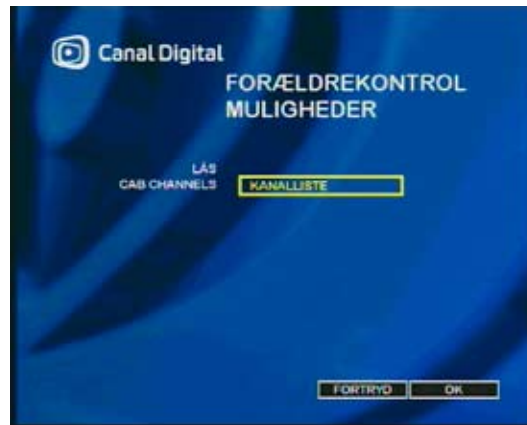 Canal Digital
FORÆLDREKONTROL
MULIGHEDER
LÅS
CAB CHANNELS KANALLISTE
FORTRYD OK